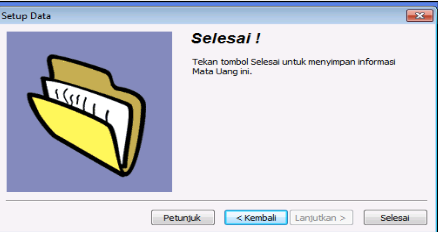 Setup Data
Selesai !
Tekan tombol Selesai untuk menyimpan informasi
Mata Uang ini.
Petunjuk
< Kembali
Lanjutkan >
Selesai